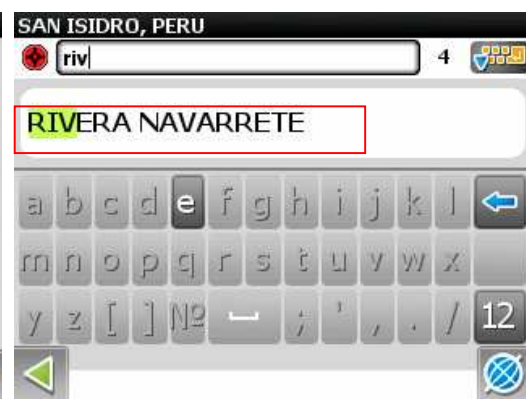 SAN ISIDRO, PERU
riv 4
RIVERA NAVARRETE
a b c d e f g h i j k l
m n o p q r s t u v w x
y z [ ] Nº ; ' , . / 12